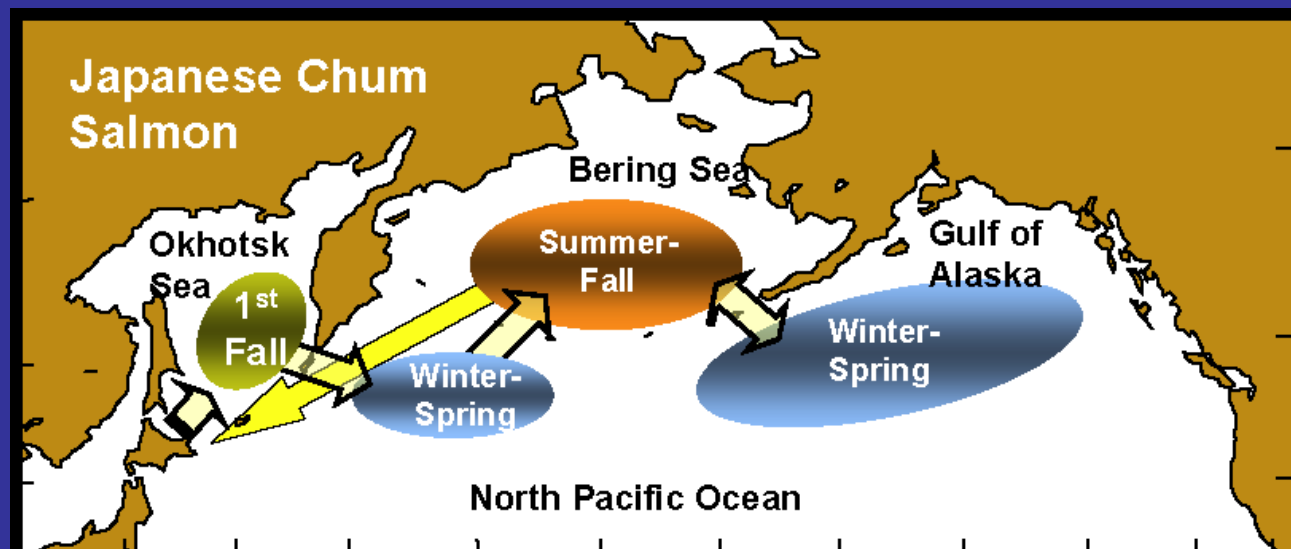 Japanese Chum
Salmon
Bering Sea
Okhotsk
Sea
1st
Fall
Summer-
Fall
Gulf of
Alaska
Winter-
Spring
Winter-
Spring
North Pacific Ocean